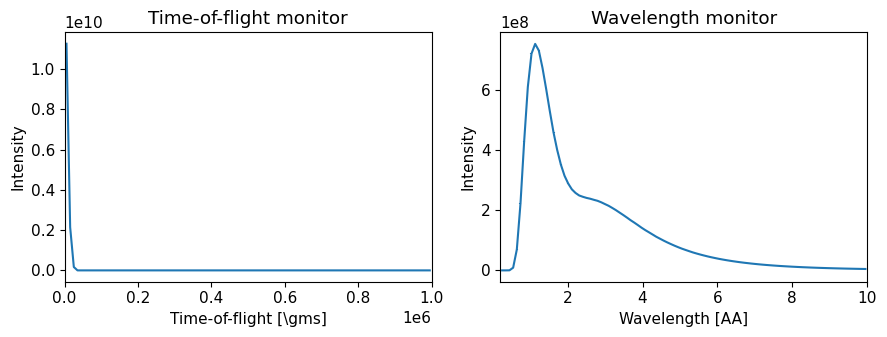 Time-of-flight monitor
1e10
1.0
0.8
0.6
0.4
0.2
0.0
Intensity
0.0 0.2 0.4 0.6 0.8 1.0
Time-of-flight [\gms]
1e6
Wavelength monitor
1e8
6
4
2
0
Intensity
2 4 6 8 10
Wavelength [AA]